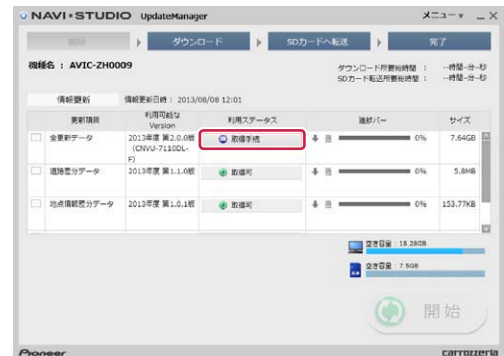 NAVI•STUDIO UpdateManager
メニュー
ダウンロード
SDカードへ転送
完了
機種名 : AVIC-ZH0009
ダウンロード所要総時間 : --時間--分--秒
SDカード転送所要総時間 : --時間--分--秒
情報更新
情報更新日時 : 2013/08/08 12:01
更新項目 利用可能な Version 利用ステータス 進捗バー サイズ
全更新データ 2013年度 第2.0.0版 (CNVU-7110DL-F) 取得手続 0% 7.64GB
道路差分データ 2013年度 第1.1.0版 取得可 0% 5.8MB
地点情報差分データ 2013年度 第1.0.1版 取得可 0% 153.77KB
空き容量 : 18.28GB
空き容量 : 7.5GB
開始
Pioneer
carrozzeria